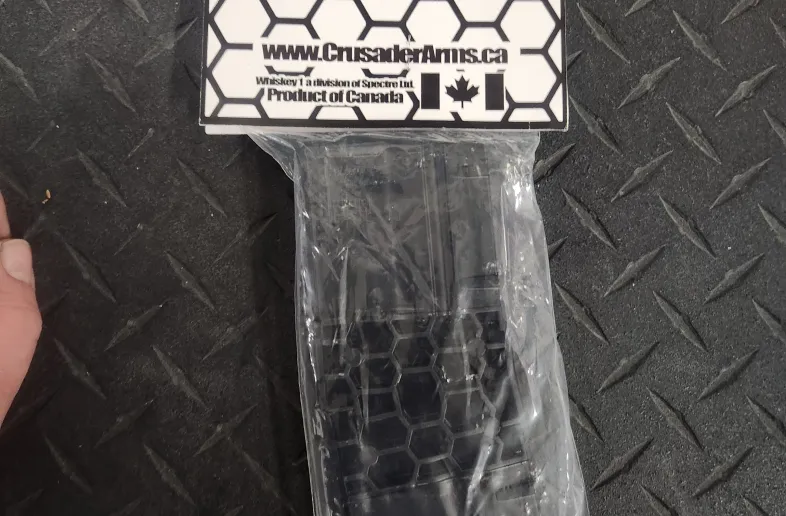 www.CrusaderArms.ca
Whiskey 1 a division of Spectre Ltd.
Product of Canada